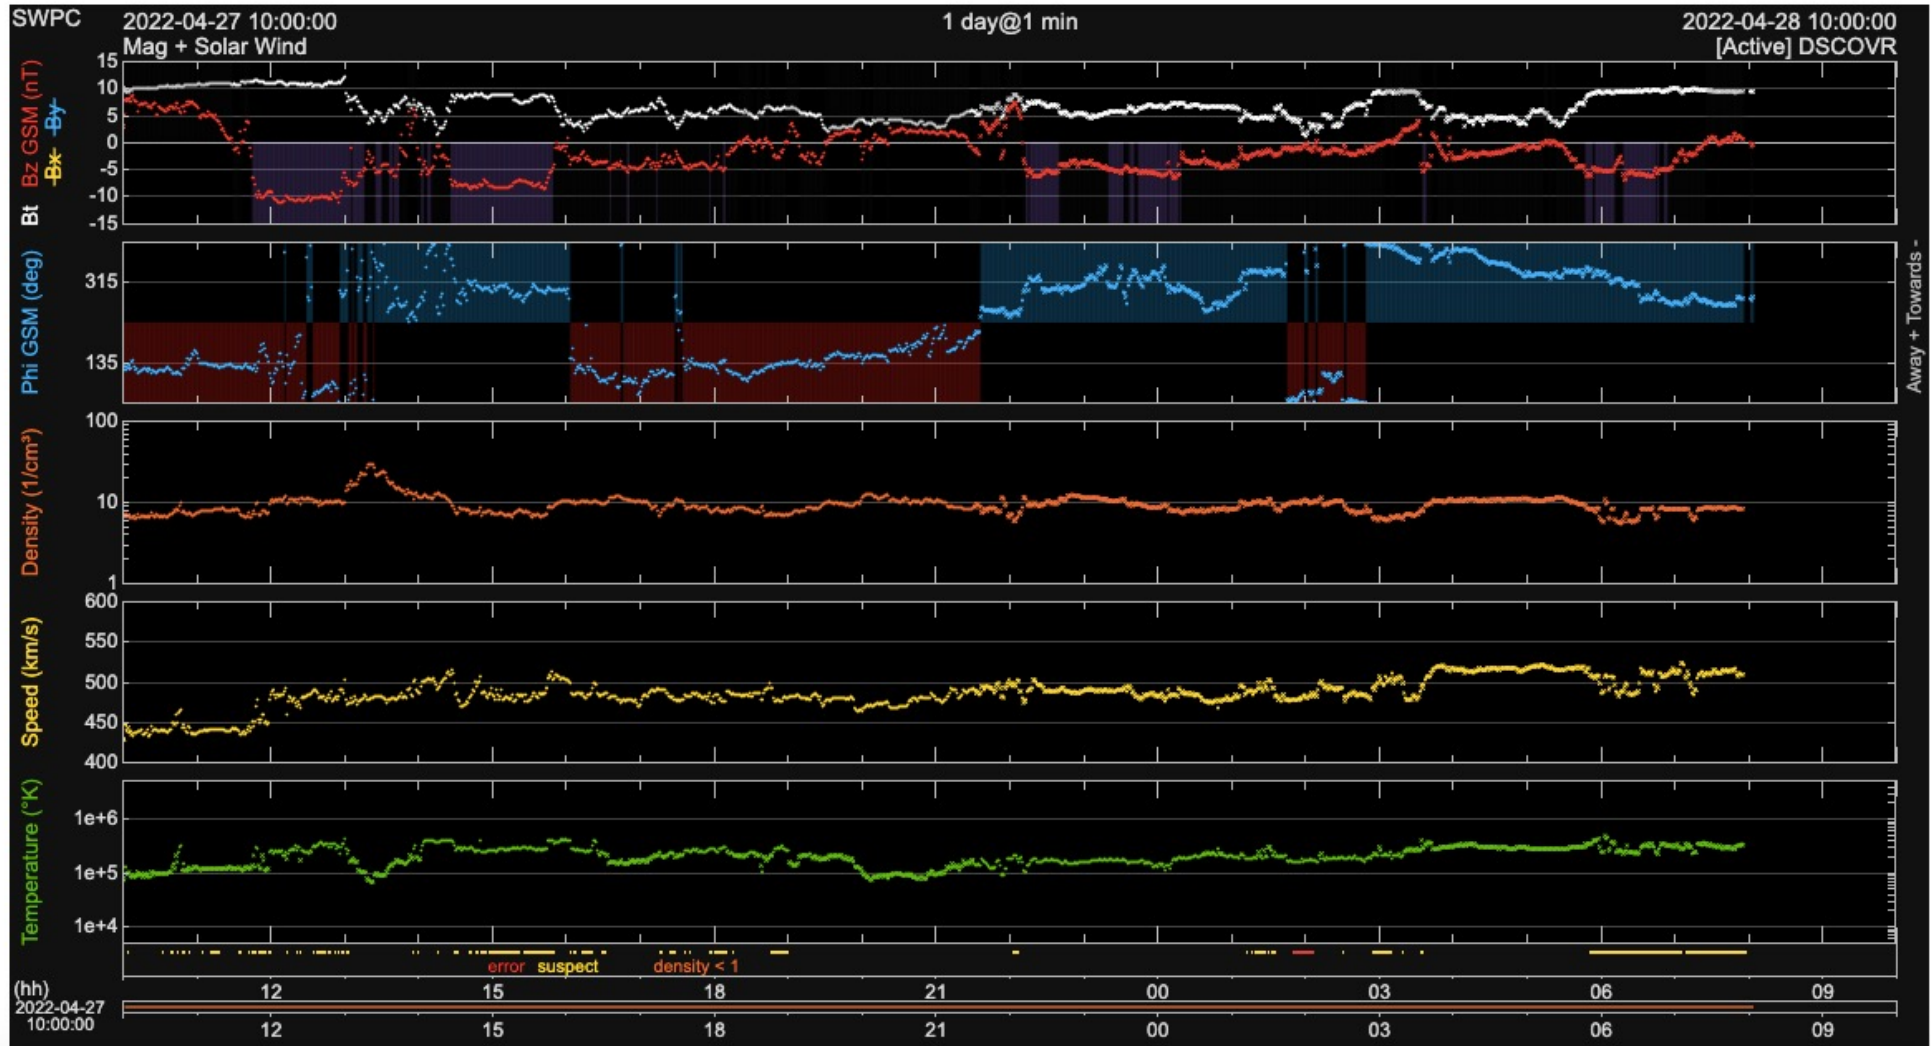 SWPC
2022-04-27 10:00:00
1 day@1 min
2022-04-28 10:00:00
Mag + Solar Wind
[Active] DSCOVR
Bt Bz GSM (nT)
Bx By
15
10
5
0
-5
-10
-15
Phi GSM (deg)
315
135
Away + Towards -
Density (1/cm³)
100
10
1
Speed (km/s)
600
550
500
450
400
Temperature (°K)
1e+6
1e+5
1e+4
error suspect density < 1
(hh)
12 15 18 21 00 03 06 09
2022-04-27
10:00:00
12 15 18 21 00 03 06 09